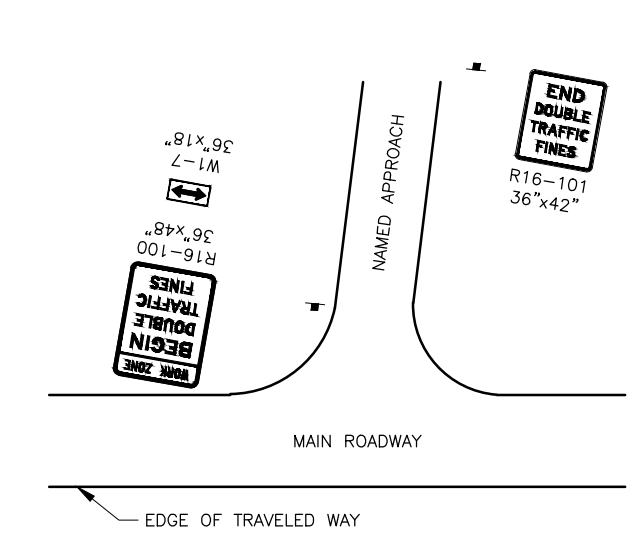 END
DOUBLE
TRAFFIC
FINES
R16-101
36"x42"
NAMED APPROACH
WORK ZONE
BEGIN
DOUBLE
TRAFFIC
FINES
R16-100
36"x48"
W1-7
36"x18"
MAIN ROADWAY
EDGE OF TRAVELED WAY